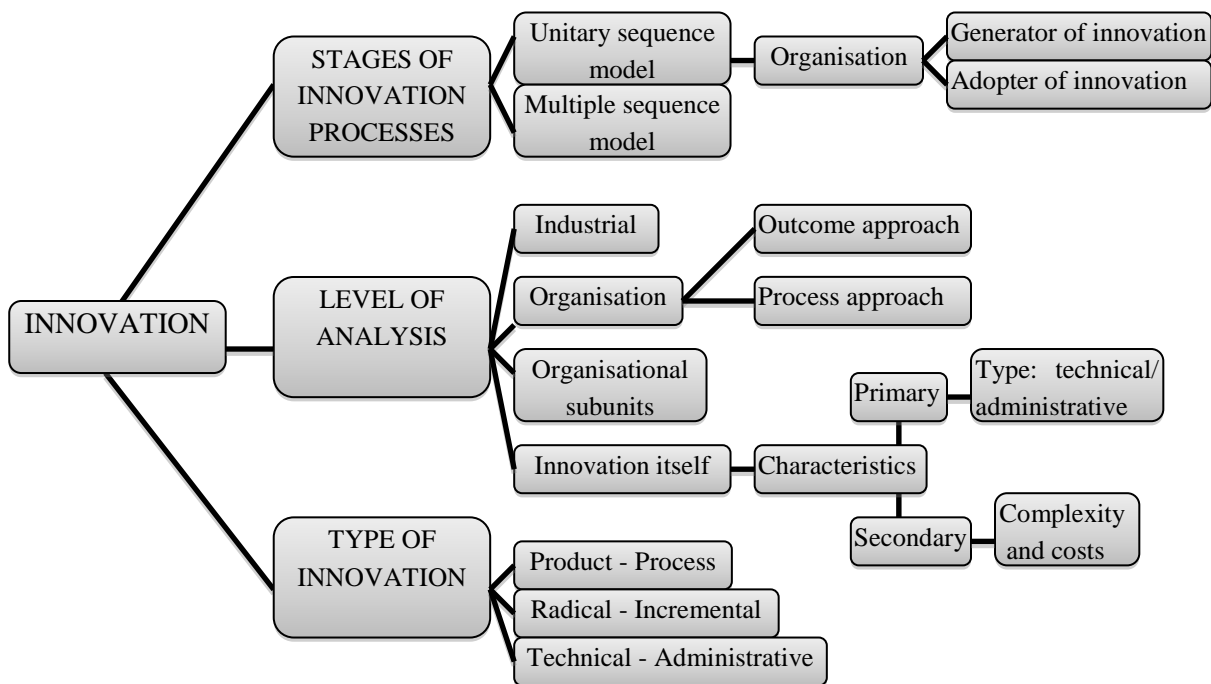 STAGES OF
INNOVATION
PROCESSES
Unitary sequence
model
Multiple sequence
model
Organisation
Generator of innovation
Adopter of innovation
INNOVATION
LEVEL OF
ANALYSIS
Industrial
Organisation
Outcome approach
Process approach
Organisational
subunits
Innovation itself
Characteristics
Primary
Type: technical/
administrative
Secondary
Complexity
and costs
TYPE OF
INNOVATION
Product - Process
Radical - Incremental
Technical - Administrative